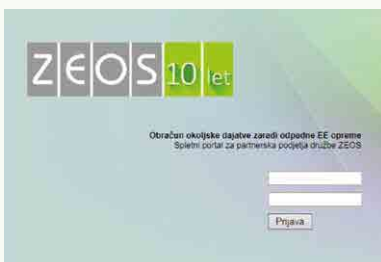 ZEOS 10 let
Obračun okoljske dajatve zaradi odpadne EE opreme
Spletni portal za partnerska podjetja družbe ZEOS
Prijava